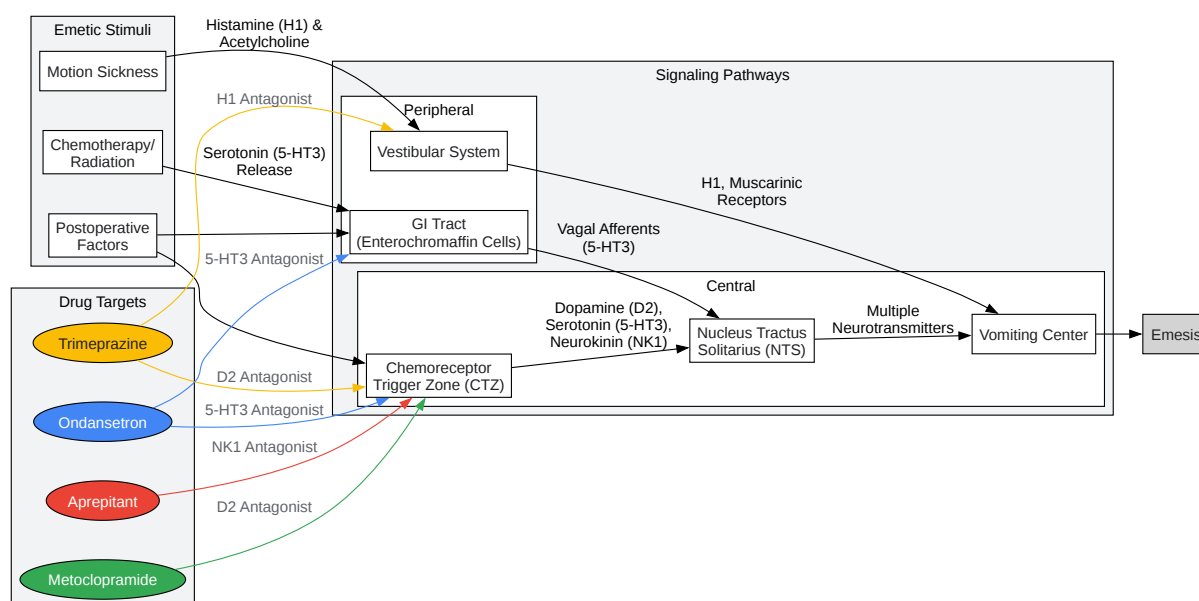 Emetic Stimuli
Motion Sickness
Chemotherapy/
Radiation
Postoperative
Factors
Drug Targets
Trimeprazine
Ondansetron
Aprepitant
Metoclopramide
Histamine (H1) &
Acetylcholine
H1 Antagonist
Serotonin (5-HT3)
Release
5-HT3 Antagonist
D2 Antagonist
5-HT3 Antagonist
NK1 Antagonist
D2 Antagonist
Signaling Pathways
Peripheral
Vestibular System
GI Tract
(Enterochromaffin Cells)
H1, Muscarinic
Receptors
Vagal Afferents
(5-HT3)
Central
Chemoreceptor
Trigger Zone (CTZ)
Dopamine (D2),
Serotonin (5-HT3),
Neurokinin (NK1)
Nucleus Tractus
Solitarius (NTS)
Multiple
Neurotransmitters
Vomiting Center
Emesis